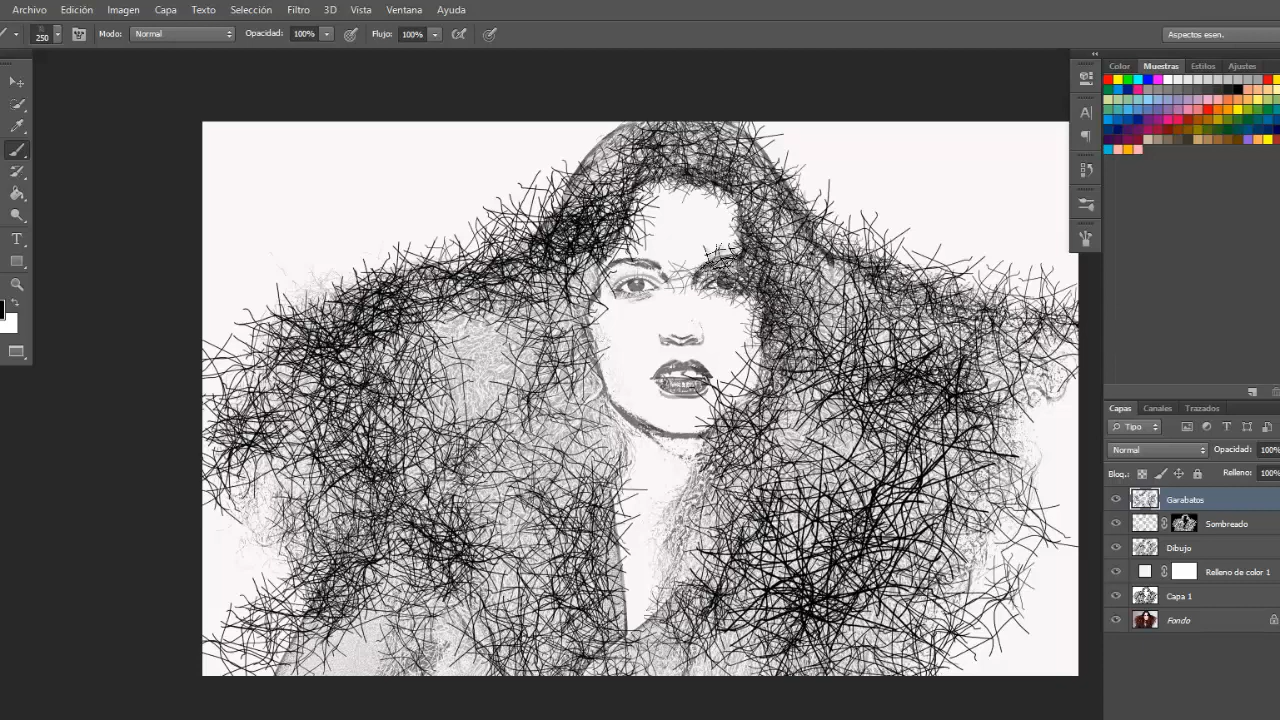 Archivo Edición Imagen Capa Texto Selección Filtro 3D Vista Ventana Ayuda
250 Modo: Normal Opacidad: 100% Flujo: 100% Aspectos esen.
Color Muestras Estilos Ajustes
Capas Canales Trazados
Tipo
Normal Opacidad: 100%
Bloq.: Relleno: 100%
Garabatos
Sombreado
Dibujo
Relleno de color 1
Capa 1
Fondo